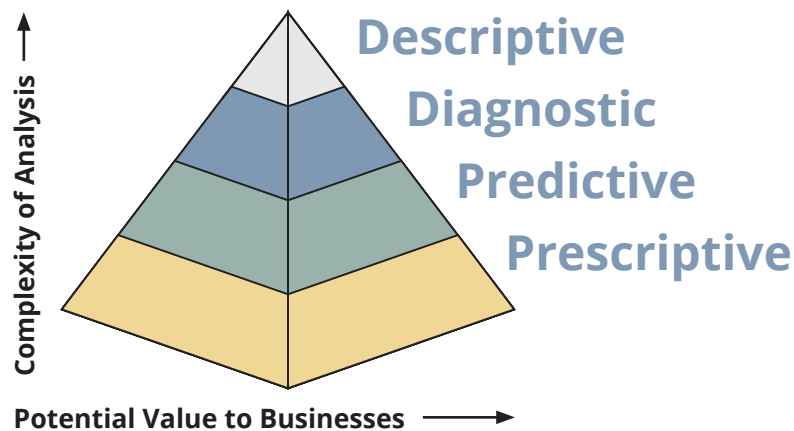 Descriptive
Diagnostic
Predictive
Prescriptive
Complexity of Analysis
Potential Value to Businesses